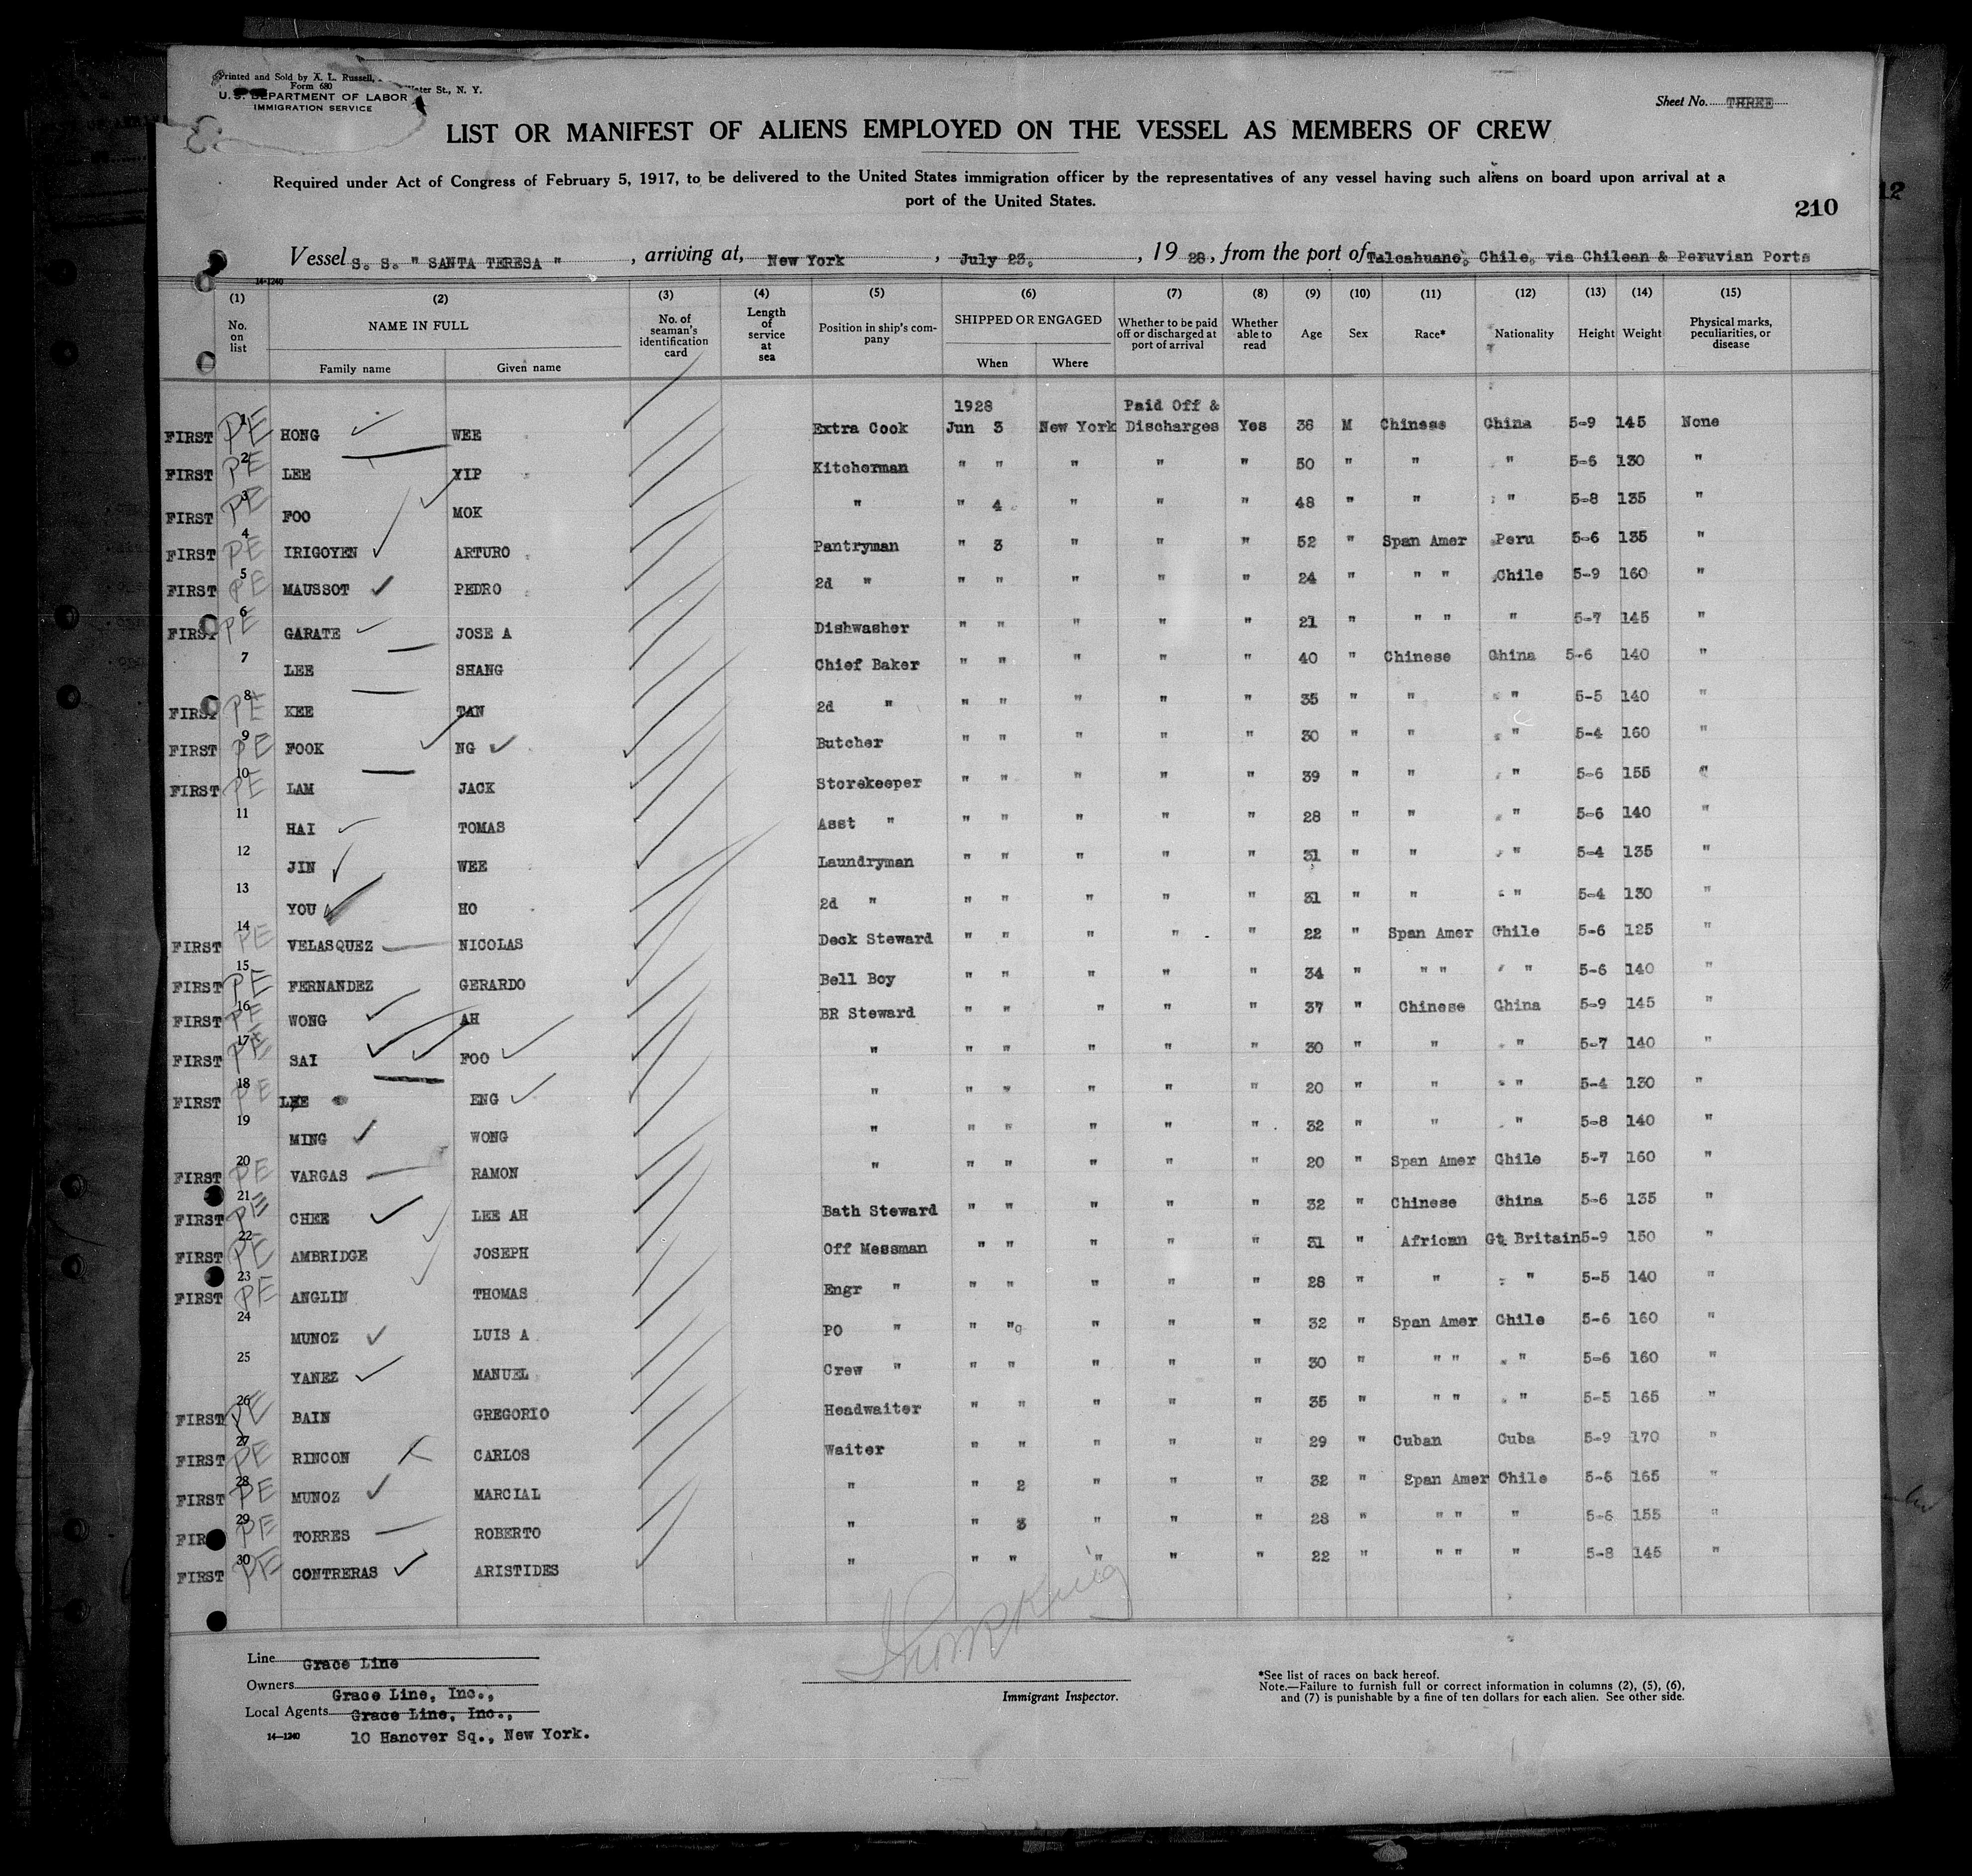 Printed and Sold by A. L. Russell, Water St., N. Y.
Form 680
U. S. DEPARTMENT OF LABOR
IMMIGRATION SERVICE
Sheet No. THREE
LIST OR MANIFEST OF ALIENS EMPLOYED ON THE VESSEL AS MEMBERS OF CREW
Required under Act of Congress of February 5, 1917, to be delivered to the United States immigration officer by the representatives of any vessel having such aliens on board upon arrival at a
port of the United States.
210
12
Vessel S. S. " SANTA TERESA " , arriving at, New York , July 23, , 19 28, from the port of Talcahuano, Chile, via Chilean & Peruvian Ports
14-1240
(1) (2) (3) (4) (5) (6) (7) (8) (9) (10) (11) (12) (13) (14) (15)
No. on list NAME IN FULL Family name Given name No. of seaman's identification card Length of service at sea Position in ship's company SHIPPED OR ENGAGED When Where Whether to be paid off or discharged at port of arrival Whether able to read Age Sex Race* Nationality Height Weight Physical marks, peculiarities, or disease
1928 Paid Off &
FIRST PE 1 HONG WEE Extra Cook Jun 3 New York Discharges Yes 36 M Chinese China 5-9 145 None
FIRST PE 2 LEE YIP Kitcherman " " " " " 50 " " " 5-6 130 "
FIRST PE 3 FOO MOK " " 4 " " " 48 " " " 5-8 135 "
FIRST PE 4 IRIGOYEN ARTURO Pantryman " 3 " " " 52 " Span Amer Peru 5-6 135 "
FIRST PE 5 MAUSSOT PEDRO 2d " " " " " " 24 " " " Chile 5-9 160 "
FIRST PE 6 GARATE JOSE A Dishwasher " " " " " 21 " " " " 5-7 145 "
7 LEE SHANG Chief Baker " " " " " 40 " Chinese China 5-6 140 "
FIRST PE 8 KEE TAN 2d " " " " " " 35 " " " 5-5 140 "
FIRST PE 9 FOOK NG Butcher " " " " " 30 " " " 5-4 160 "
FIRST PE 10 LAM JACK Storekeeper " " " " " 39 " " " 5-6 155 "
11 HAI TOMAS Asst " " " " " " 28 " " " 5-6 140 "
12 JIN WEE Laundryman " " " " " 31 " " " 5-4 135 "
13 YOU HO 2d " " " " " " 31 " " " 5-4 130 "
FIRST PE 14 VELASQUEZ NICOLAS Deck Steward " " " " " 22 " Span Amer Chile 5-6 125 "
FIRST PE 15 FERNANDEZ GERARDO Bell Boy " " " " " 34 " " " " 5-6 140 "
FIRST PE 16 WONG AH BR Steward " " " " " 37 " Chinese China 5-9 145 "
FIRST PE 17 SAI FOO " " " " " " 30 " " " 5-7 140 "
FIRST PE 18 LEE ENG " " " " " " 20 " " " 5-4 130 "
19 MING WONG " " " " " " 32 " " " 5-8 140 "
FIRST PE 20 VARGAS RAMON " " " " " " 20 " Span Amer Chile 5-7 160 "
FIRST PE 21 CHEE LEE AH Bath Steward " " " " " 32 " Chinese China 5-6 135 "
FIRST PE 22 AMBRIDGE JOSEPH Off Messman " " " " " 31 " African Gt Britain 5-9 150 "
FIRST PE 23 ANGLIN THOMAS Engr " " " " " " 28 " " " 5-5 140 "
24 MUNOZ LUIS A PO " " " " " " 32 " Span Amer Chile 5-6 160 "
25 YANEZ MANUEL Crew " " " " " " 30 " " " " 5-6 160 "
FIRST PE 26 BAIN GREGORIO Headwaiter " " " " " 35 " " " " 5-5 165 "
FIRST PE 27 RINCON CARLOS Waiter " " " " " 29 " Cuban Cuba 5-9 170 "
FIRST PE 28 MUNOZ MARCIAL " " 2 " " " 32 " Span Amer Chile 5-6 165 "
FIR PE 29 TORRES ROBERTO " " 3 " " " 28 " " " " 5-6 155 "
FIRST PE 30 CONTRERAS ARISTIDES " " " " " " 22 " " " " 5-8 145 "
Line Grace Line
Owners Grace Line, Inc.,
Local Agents Grace Line, Inc.,
14—1240 10 Hanover Sq., New York.
Immigrant Inspector.
*See list of races on back hereof.
Note.—Failure to furnish full or correct information in columns (2), (5), (6),
and (7) is punishable by a fine of ten dollars for each alien. See other side.